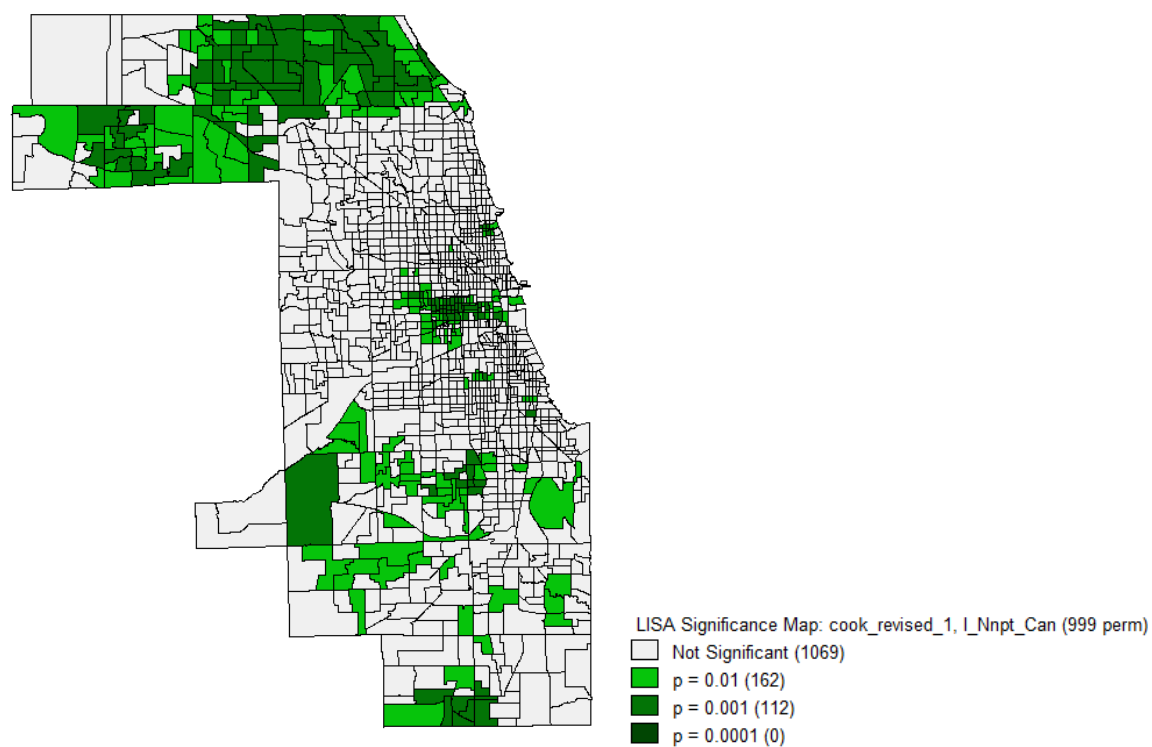 LISA Significance Map: cook_revised_1, I_Nnpt_Can (999 perm)
Not Significant (1069)
p = 0.01 (162)
p = 0.001 (112)
p = 0.0001 (0)